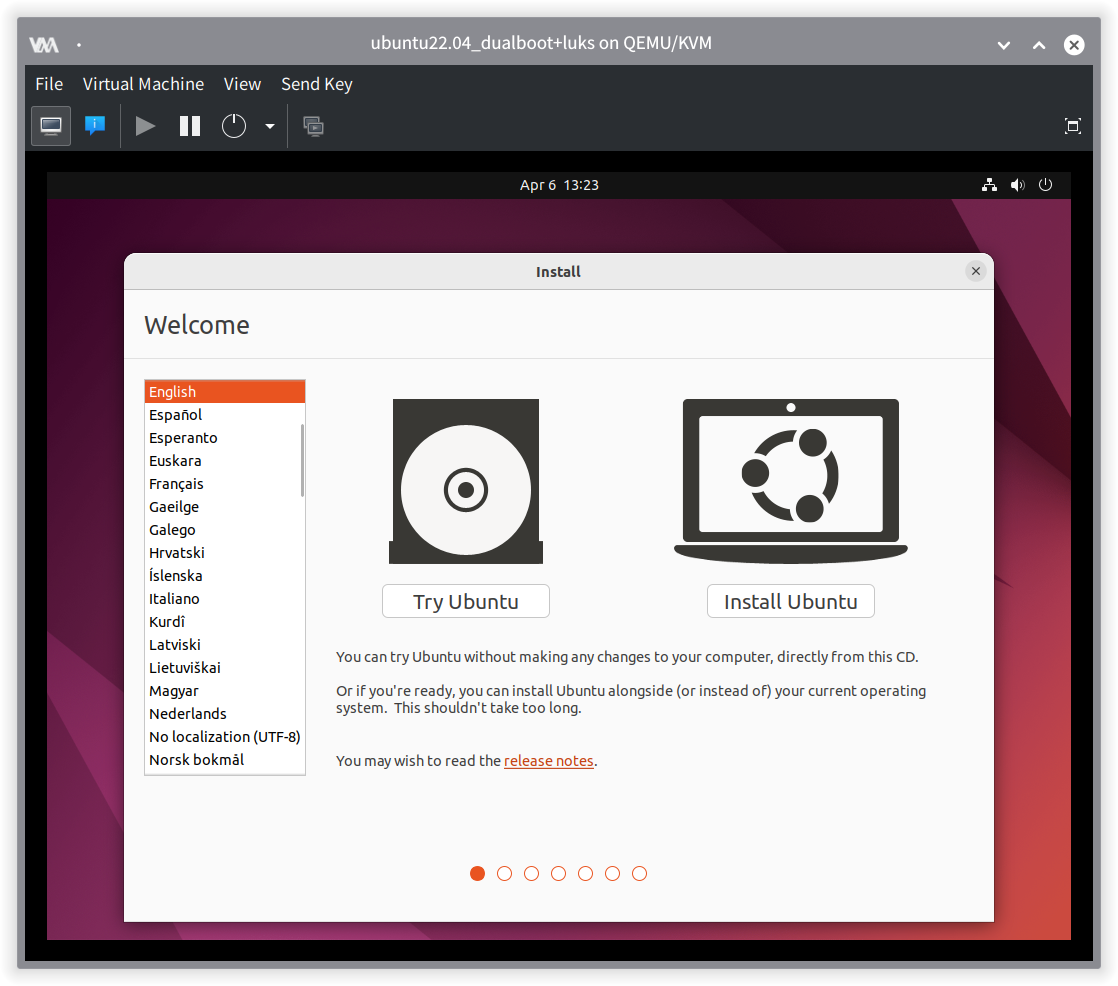 ubuntu22.04_dualboot+luks on QEMU/KVM
File Virtual Machine View Send Key
Apr 6 13:23
Install
Welcome
English
Español
Esperanto
Euskara
Français
Gaeilge
Galego
Hrvatski
Íslenska
Italiano
Kurdî
Latviski
Lietuviškai
Magyar
Nederlands
No localization (UTF-8)
Norsk bokmål
Try Ubuntu
Install Ubuntu
You can try Ubuntu without making any changes to your computer, directly from this CD.
Or if you're ready, you can install Ubuntu alongside (or instead of) your current operating
system. This shouldn't take too long.
You may wish to read the release notes.